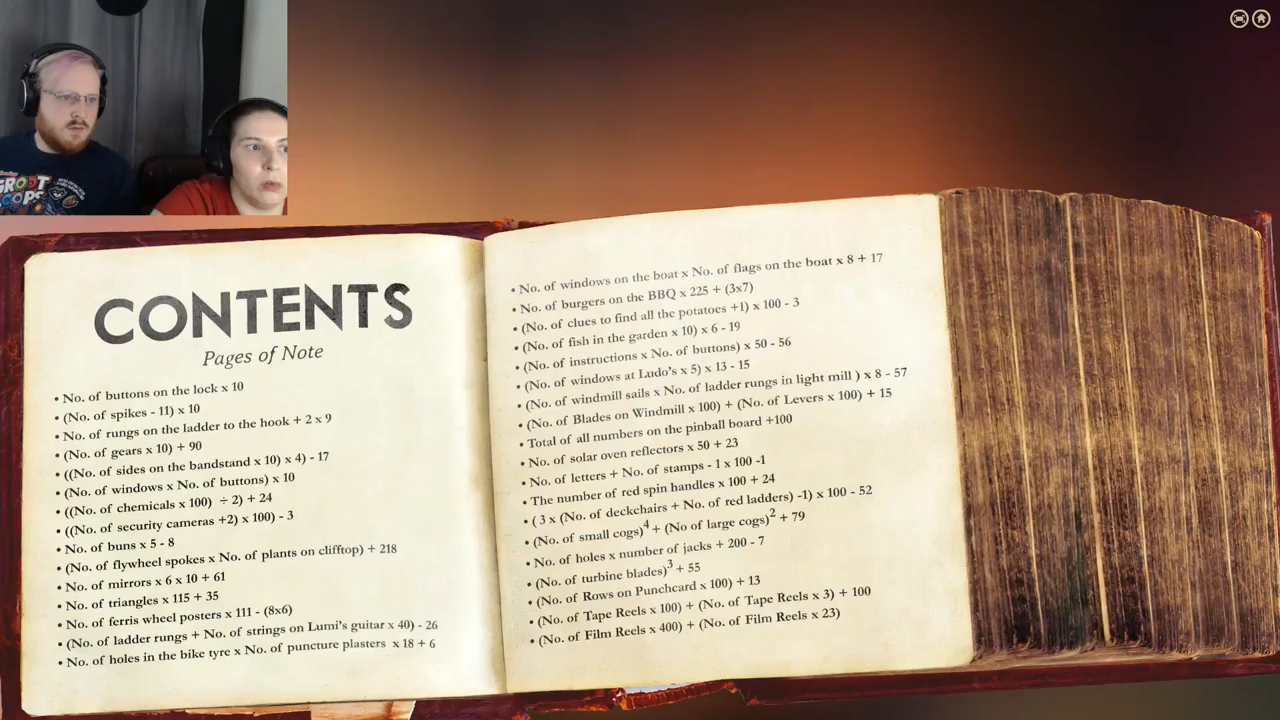 GROOT
OOPS
CONTENTS
Pages of Note
• No. of buttons on the lock x 10
• (No. of spikes - 11) x 10
• No. of rungs on the ladder to the hook + 2 x 9
• (No. of gears x 10) + 90
• ((No. of sides on the bandstand x 10) x 4) - 17
• (No. of windows x No. of buttons) x 10
• ((No. of chemicals x 100) ÷ 2) + 24
• ((No. of security cameras +2) x 100) - 3
• No. of buns x 5 - 8
• (No. of flywheel spokes x No. of plants on clifftop) + 218
• No. of mirrors x 6 x 10 + 61
• No. of triangles x 115 + 35
• No. of ferris wheel posters x 111 - (8x6)
• (No. of ladder rungs + No. of strings on Lumi's guitar x 40) - 26
• No. of holes in the bike tyre x No. of puncture plasters x 18 + 6
• No. of windows on the boat x No. of flags on the boat x 8 + 17
• No. of burgers on the BBQ x 225 + (3x7)
• (No. of clues to find all the potatoes +1) x 100 - 3
• (No. of fish in the garden x 10) x 6 - 19
• (No. of instructions x No. of buttons) x 50 - 56
• (No. of windows at Ludo's x 5) x 13 - 15
• (No. of windmill sails x No. of ladder rungs in light mill ) x 8 - 57
• (No. of Blades on Windmill x 100) + (No. of Levers x 100) + 15
• Total of all numbers on the pinball board +100
• No. of solar oven reflectors x 50 + 23
• No. of letters + No. of stamps - 1 x 100 -1
• The number of red spin handles x 100 + 24
• ( 3 x (No. of deckchairs + No. of red ladders) -1) x 100 - 52
• (No. of small cogs)⁴ + (No of large cogs)² + 79
• No. of holes x number of jacks + 200 - 7
• (No. of turbine blades)³ + 55
• (No. of Rows on Punchcard x 100) + 13
• (No. of Tape Reels x 100) + (No. of Tape Reels x 3) + 100
• (No. of Film Reels x 400) + (No. of Film Reels x 23)